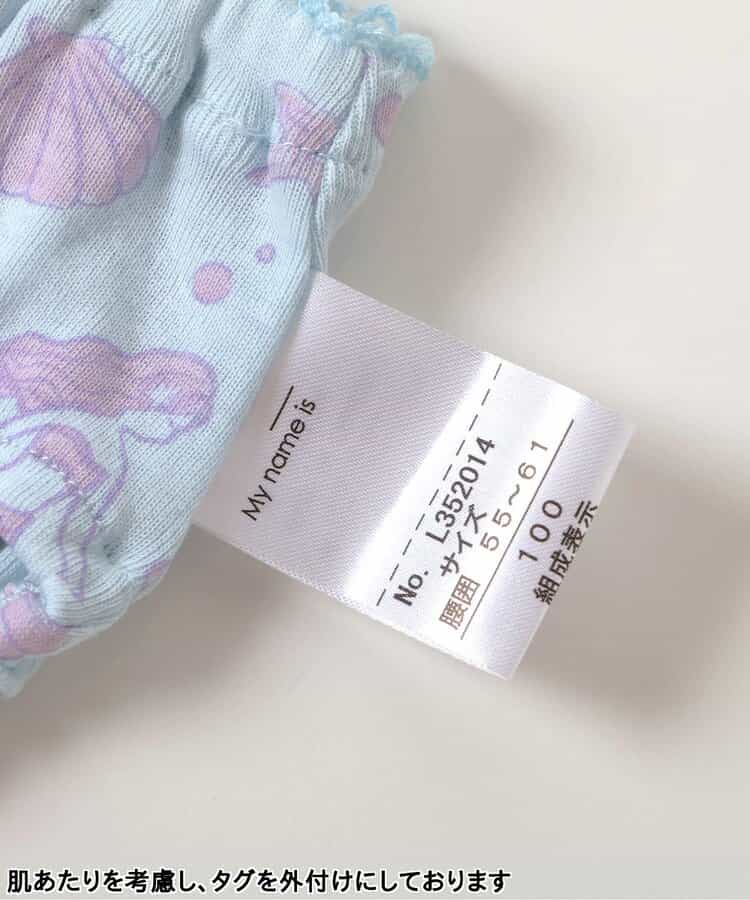 My name is
No. L352014
サイズ
腰囲 55～61
100
組成表示
肌あたりを考慮し、タグを外付けにしております